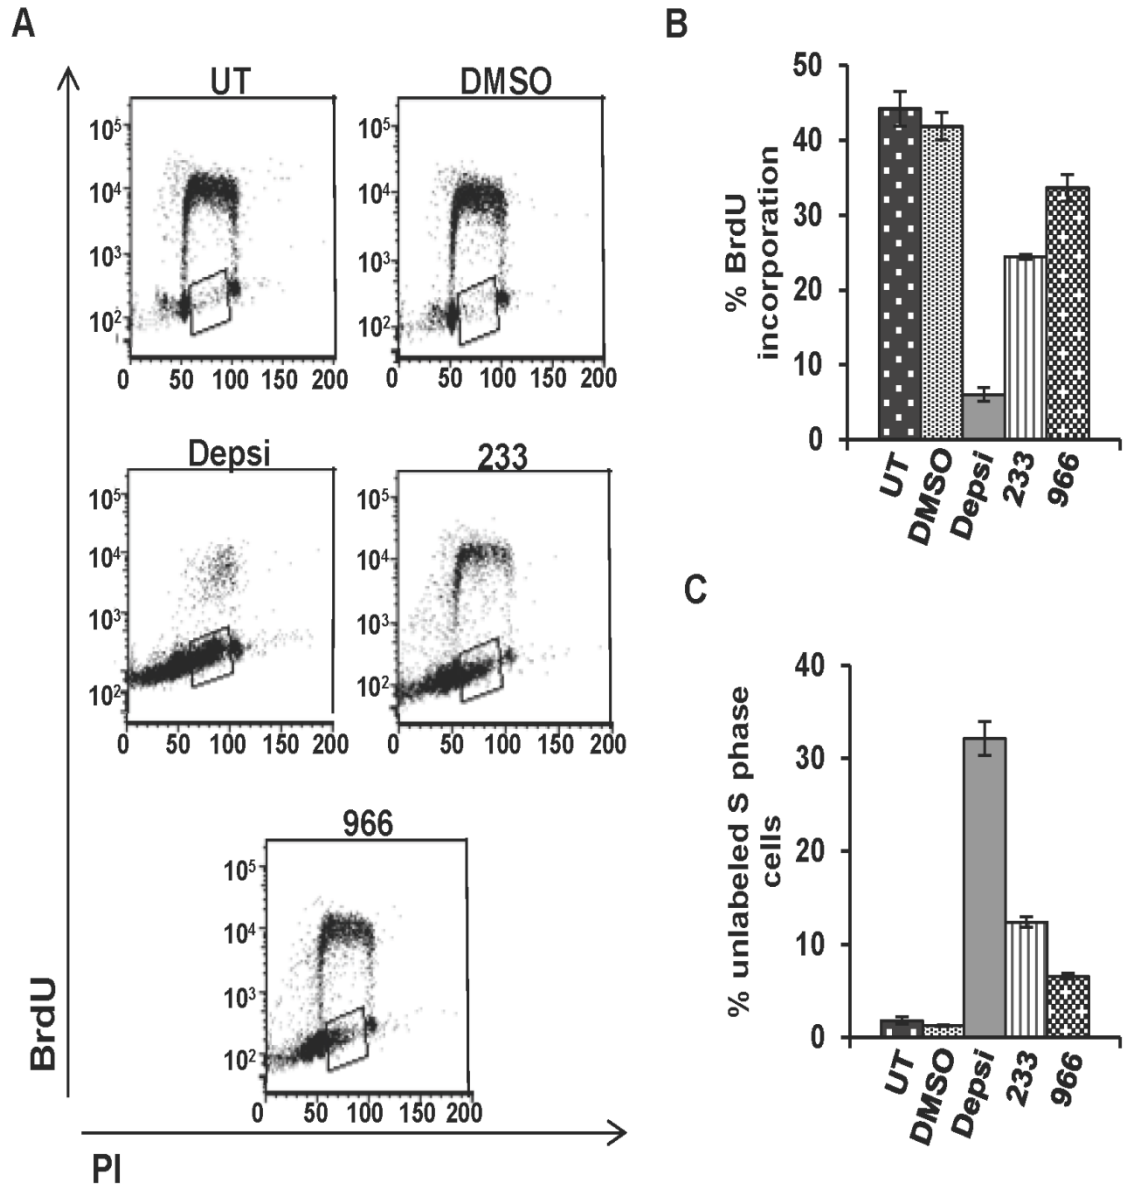 A
UT
10⁵
10⁴
10³
10²
0 50 100 150 200
DMSO
10⁵
10⁴
10³
10²
0 50 100 150 200
Depsi
10⁵
10⁴
10³
10²
0 50 100 150 200
233
10⁵
10⁴
10³
10²
0 50 100 150 200
966
10⁵
10⁴
10³
10²
0 50 100 150 200
BrdU
PI
B
% BrdU
incorporation
50
40
30
20
10
0
UT DMSO Depsi 233 966
C
% unlabeled S phase
cells
40
30
20
10
0
UT DMSO Depsi 233 966